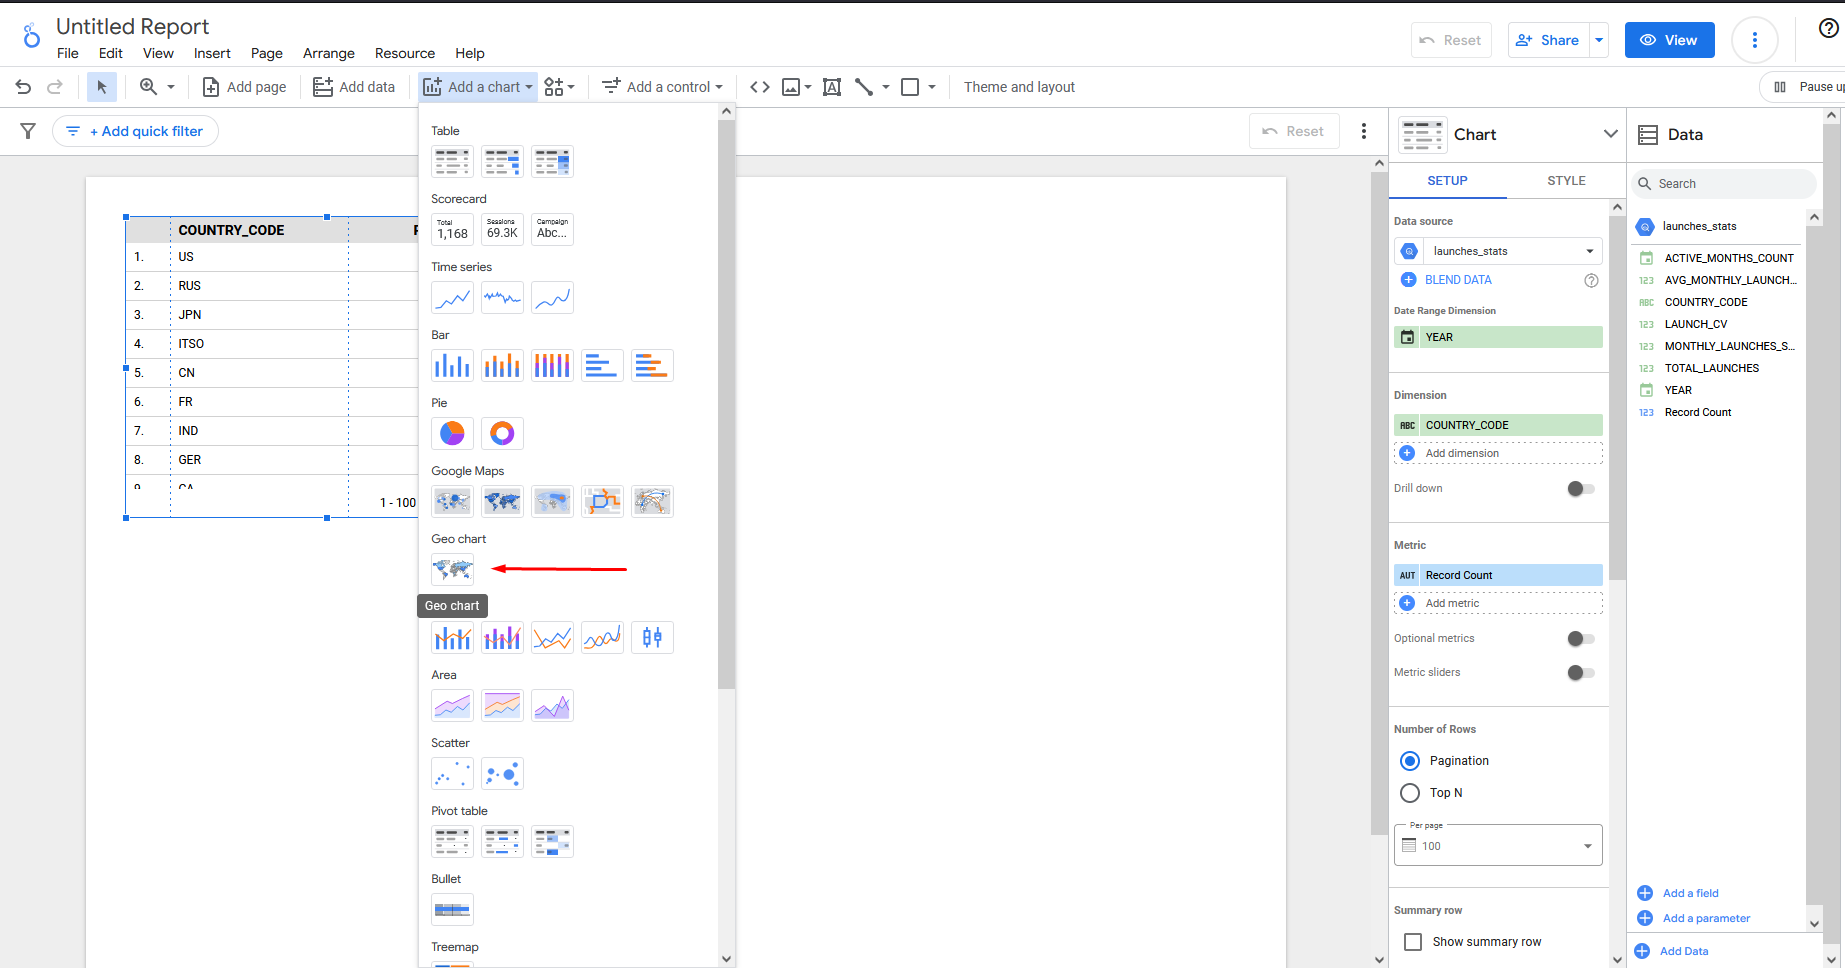 Untitled Report
File Edit View Insert Page Arrange Resource Help
Reset
Share
View
Add page
Add data
Add a chart
Add a control
Theme and layout
Pause u
+ Add quick filter
Reset
COUNTRY_CODE
1. US
2. RUS
3. JPN
4. ITSO
5. CN
6. FR
7. IND
8. GER
9. CA
1 - 100
Table
Scorecard
Total
1,168
Sessions
69.3K
Campaign
Abc...
Time series
Bar
Pie
Google Maps
Geo chart
Geo chart
Area
Scatter
Pivot table
Bullet
Treemap
Chart
SETUP STYLE
Data source
launches_stats
BLEND DATA
Date Range Dimension
YEAR
Dimension
ABC COUNTRY_CODE
Add dimension
Drill down
Metric
AUT Record Count
Add metric
Optional metrics
Metric sliders
Number of Rows
Pagination
Top N
Per page
100
Summary row
Show summary row
Data
Search
launches_stats
ACTIVE_MONTHS_COUNT
123 AVG_MONTHLY_LAUNCH...
ABC COUNTRY_CODE
123 LAUNCH_CV
123 MONTHLY_LAUNCHES_S...
123 TOTAL_LAUNCHES
YEAR
123 Record Count
Add a field
Add a parameter
Add Data